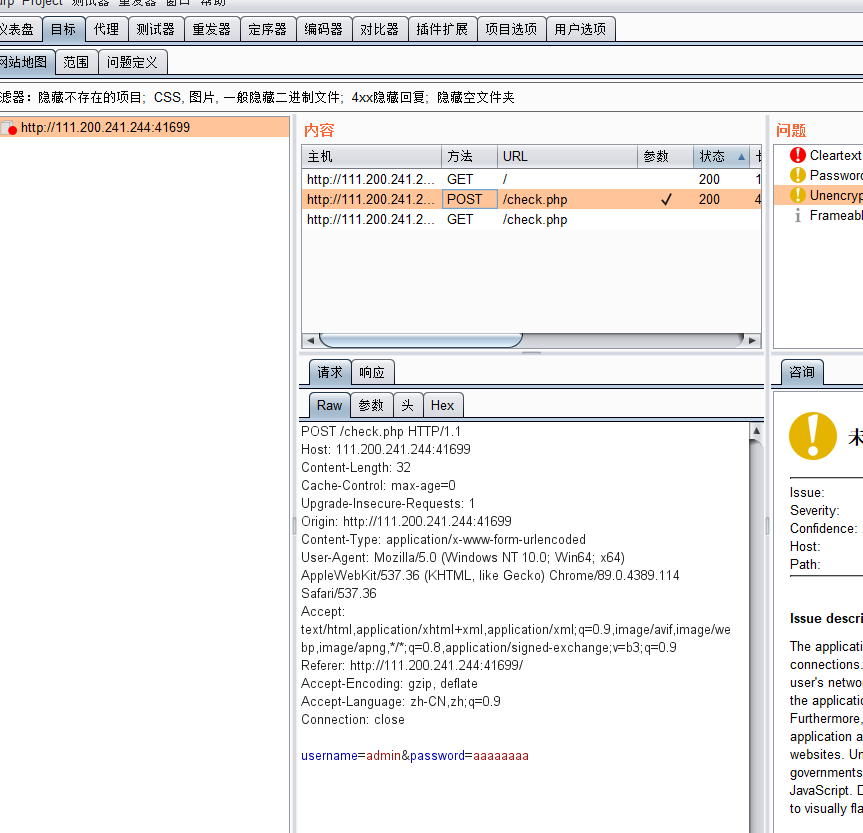 Project 测试器 重发器 窗口 帮助
仪表盘 目标 代理 测试器 重发器 定序器 编码器 对比器 插件扩展 项目选项 用户选项
网站地图 范围 问题定义
滤器：隐藏不存在的项目; CSS, 图片, 一般隐藏二进制文件; 4xx隐藏回复; 隐藏空文件夹
http://111.200.241.244:41699
内容
主机 方法 URL 参数 状态
http://111.200.241.2... GET / 200 1
http://111.200.241.2... POST /check.php ✓ 200 4
http://111.200.241.2... GET /check.php
问题
Cleartext
Password
Unencryp
Frameabl
请求 响应
Raw 参数 头 Hex
POST /check.php HTTP/1.1
Host: 111.200.241.244:41699
Content-Length: 32
Cache-Control: max-age=0
Upgrade-Insecure-Requests: 1
Origin: http://111.200.241.244:41699
Content-Type: application/x-www-form-urlencoded
User-Agent: Mozilla/5.0 (Windows NT 10.0; Win64; x64)
AppleWebKit/537.36 (KHTML, like Gecko) Chrome/89.0.4389.114
Safari/537.36
Accept:
text/html,application/xhtml+xml,application/xml;q=0.9,image/avif,image/we
bp,image/apng,*/*;q=0.8,application/signed-exchange;v=b3;q=0.9
Referer: http://111.200.241.244:41699/
Accept-Encoding: gzip, deflate
Accept-Language: zh-CN,zh;q=0.9
Connection: close
username=admin&password=aaaaaaaa
咨询
未
Issue:
Severity:
Confidence:
Host:
Path:
Issue descri
The applicati
connections.
user's netwo
the applicatio
Furthermore,
application a
websites. Un
governments
JavaScript. D
to visually fla